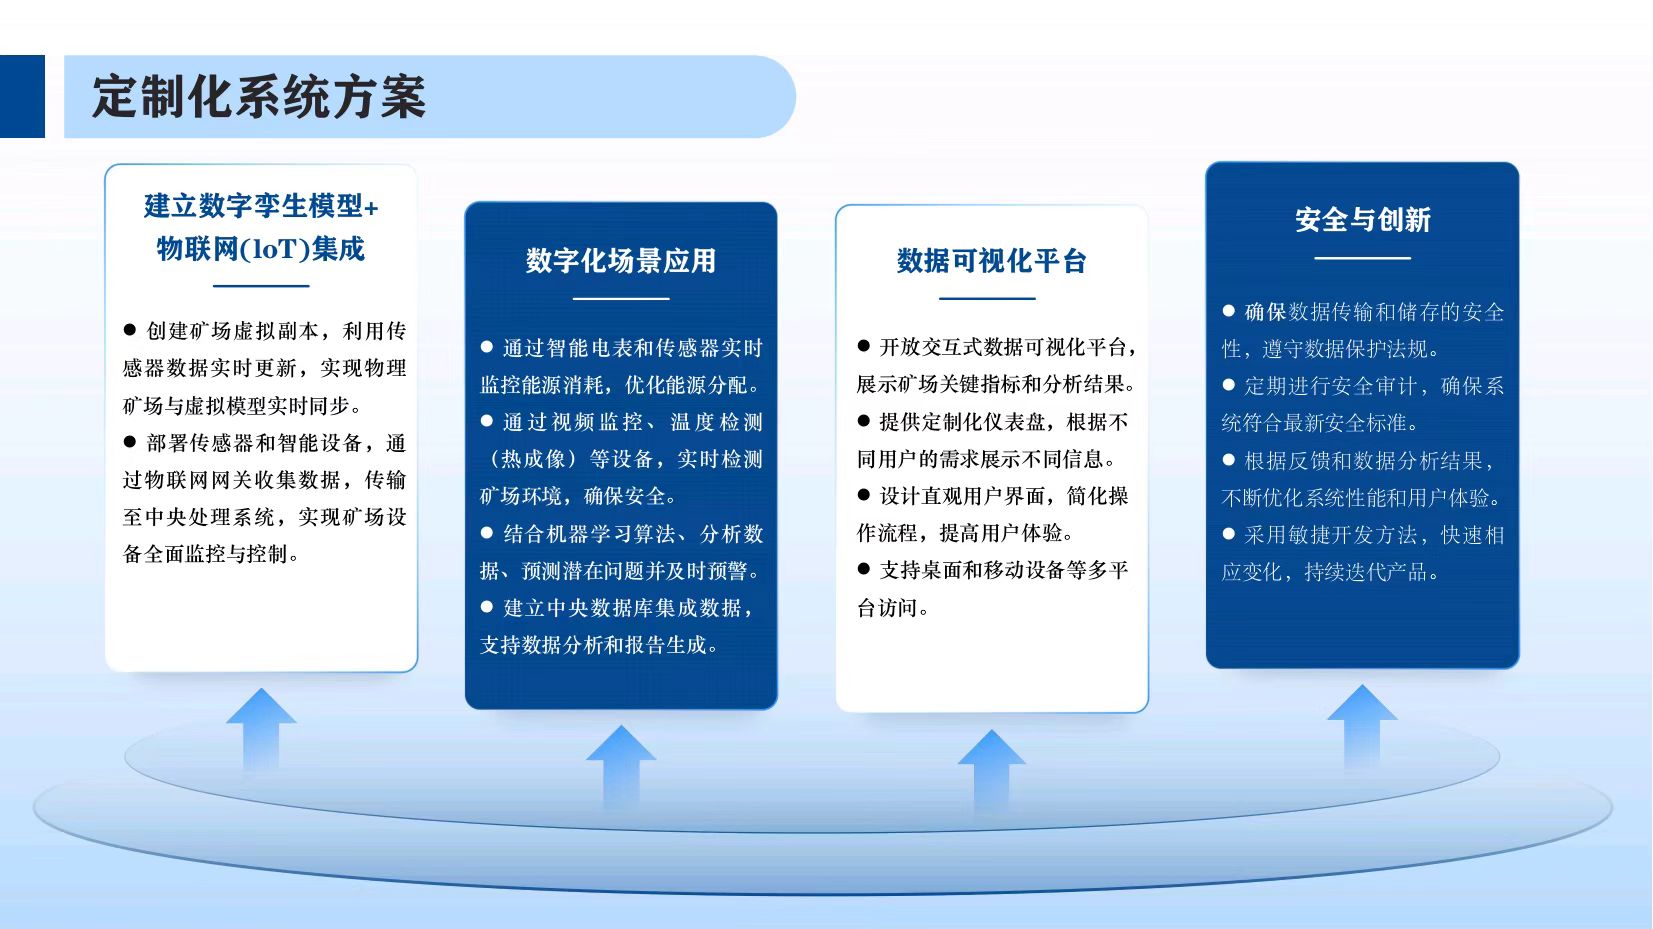 定制化系统方案
建立数字孪生模型+
物联网(loT)集成
● 创建矿场虚拟副本，利用传
感器数据实时更新，实现物理
矿场与虚拟模型实时同步。
● 部署传感器和智能设备，通
过物联网网关收集数据，传输
至中央处理系统，实现矿场设
备全面监控与控制。
数字化场景应用
● 通过智能电表和传感器实时
监控能源消耗，优化能源分配。
● 通过视频监控、温度检测
（热成像）等设备，实时检测
矿场环境，确保安全。
● 结合机器学习算法、分析数
据、预测潜在问题并及时预警。
● 建立中央数据库集成数据，
支持数据分析和报告生成。
数据可视化平台
● 开放交互式数据可视化平台，
展示矿场关键指标和分析结果。
● 提供定制化仪表盘，根据不
同用户的需求展示不同信息。
● 设计直观用户界面，简化操
作流程，提高用户体验。
● 支持桌面和移动设备等多平
台访问。
安全与创新
● 确保数据传输和储存的安全
性，遵守数据保护法规。
● 定期进行安全审计，确保系
统符合最新安全标准。
● 根据反馈和数据分析结果，
不断优化系统性能和用户体验。
● 采用敏捷开发方法，快速相
应变化，持续迭代产品。